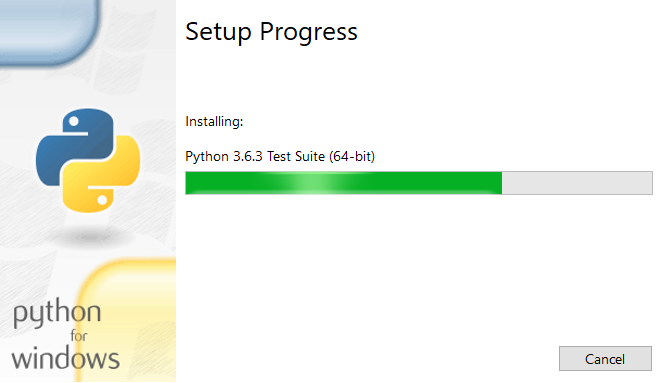 Setup Progress
Installing:
Python 3.6.3 Test Suite (64-bit)
python
for
windows
Cancel